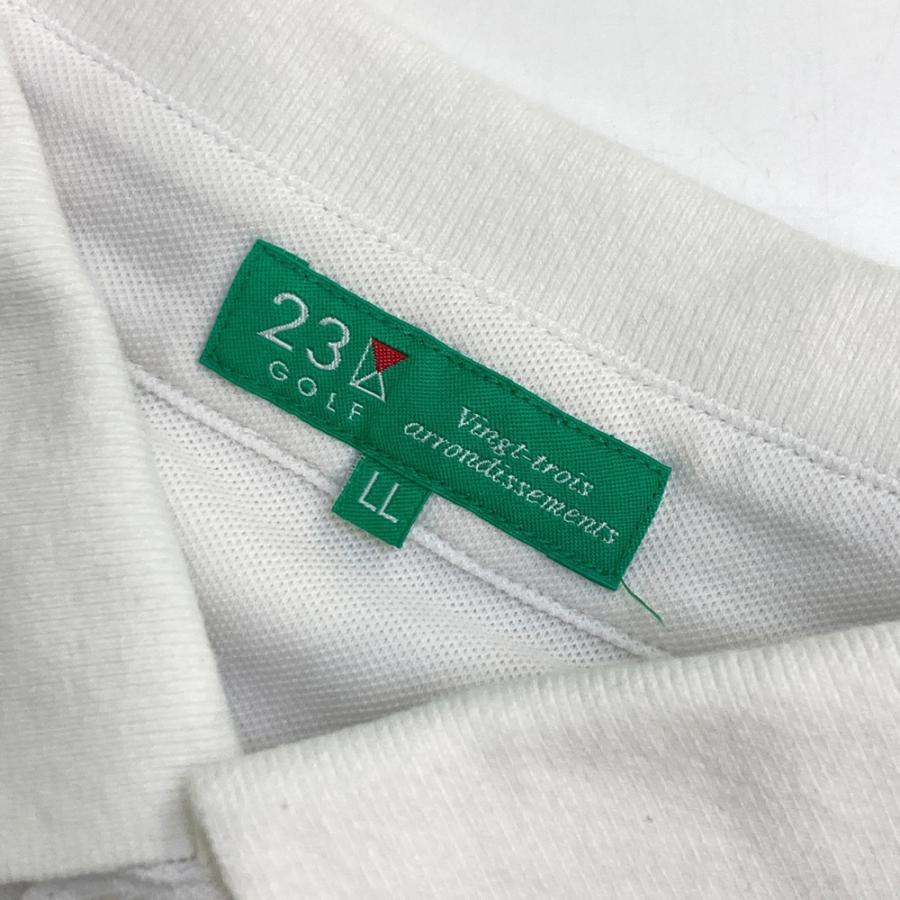 23
GOLF
Vingt-trois
arrondissements
LL